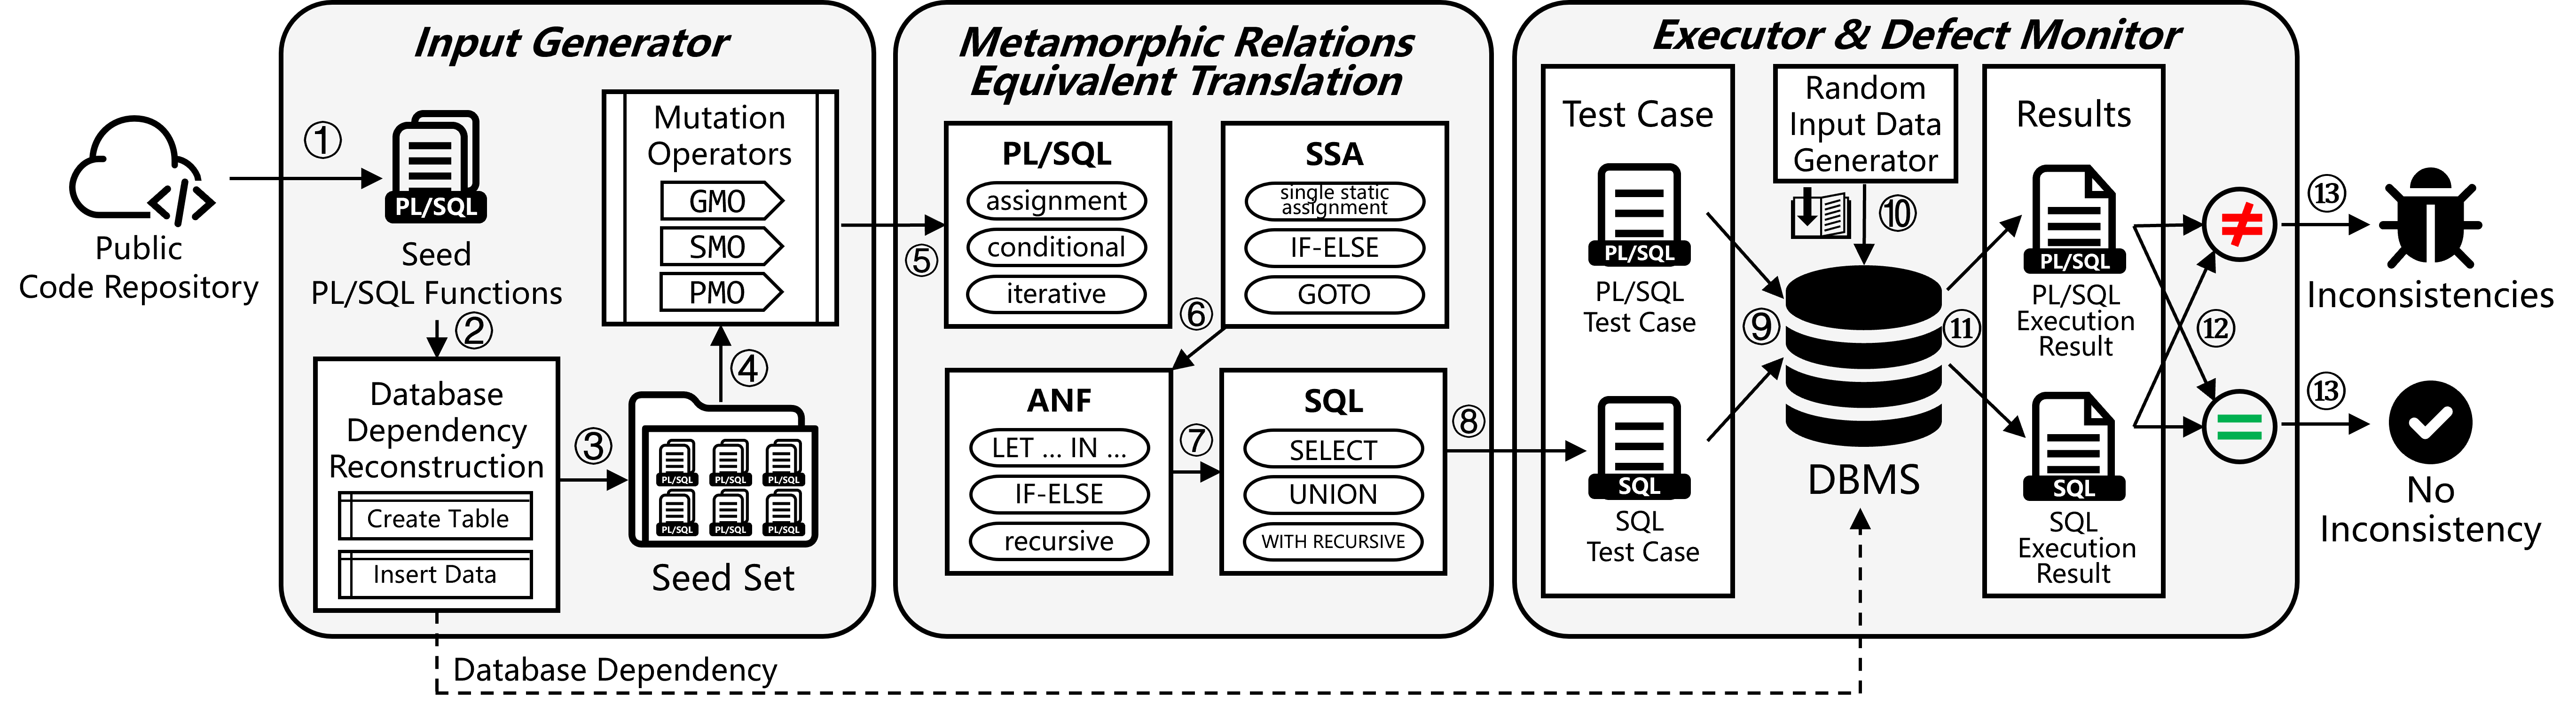 Input Generator
①
Public
Code Repository
PL/SQL
Seed
PL/SQL Functions
②
Database
Dependency
Reconstruction
Create Table
Insert Data
③
Mutation
Operators
GMO
SMO
PMO
④
PL/SQL PL/SQL PL/SQL
PL/SQL PL/SQL PL/SQL
Seed Set
Database Dependency
⑤
Metamorphic Relations
Equivalent Translation
PL/SQL
assignment
conditional
iterative
SSA
single static
assignment
IF-ELSE
GOTO
⑥
ANF
LET ... IN ...
IF-ELSE
recursive
⑦
SQL
SELECT
UNION
WITH RECURSIVE
⑧
Executor & Defect Monitor
Test Case
PL/SQL
PL/SQL
Test Case
SQL
SQL
Test Case
⑨
Random
Input Data
Generator
⑩
DBMS
⑪
Results
PL/SQL
PL/SQL
Execution
Result
SQL
SQL
Execution
Result
⑫
≠
=
⑬
Inconsistencies
⑬
No
Inconsistency